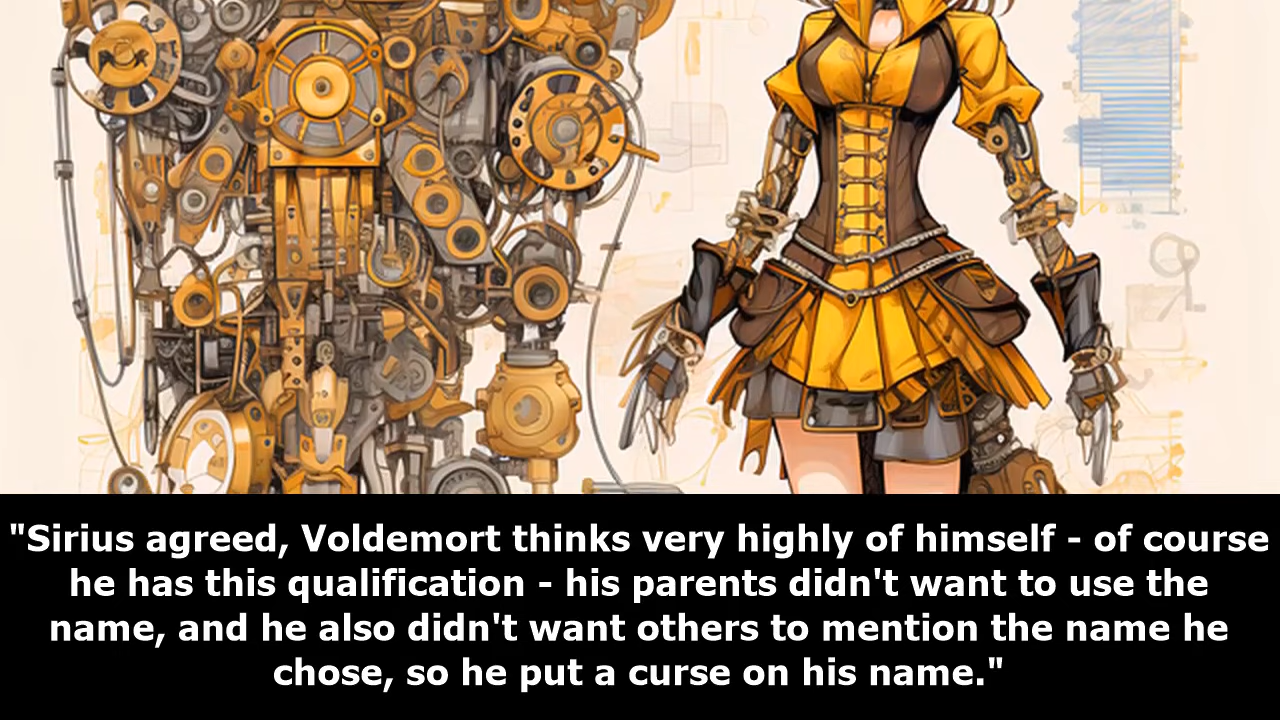 "Sirius agreed, Voldemort thinks very highly of himself - of course
he has this qualification - his parents didn't want to use the
name, and he also didn't want others to mention the name he
chose, so he put a curse on his name."